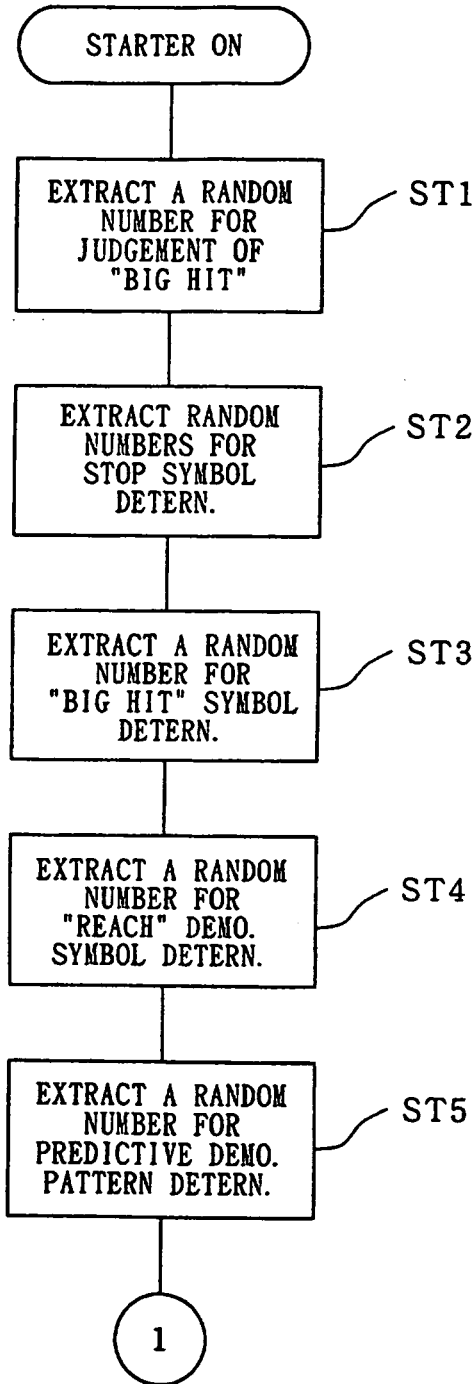 STARTER ON
EXTRACT A RANDOM
NUMBER FOR
JUDGEMENT OF
"BIG HIT"
ST1
EXTRACT RANDOM
NUMBERS FOR
STOP SYMBOL
DETERN.
ST2
EXTRACT A RANDOM
NUMBER FOR
"BIG HIT" SYMBOL
DETERN.
ST3
EXTRACT A RANDOM
NUMBER FOR
"REACH" DEMO.
SYMBOL DETERN.
ST4
EXTRACT A RANDOM
NUMBER FOR
PREDICTIVE DEMO.
PATTERN DETERN.
ST5
1